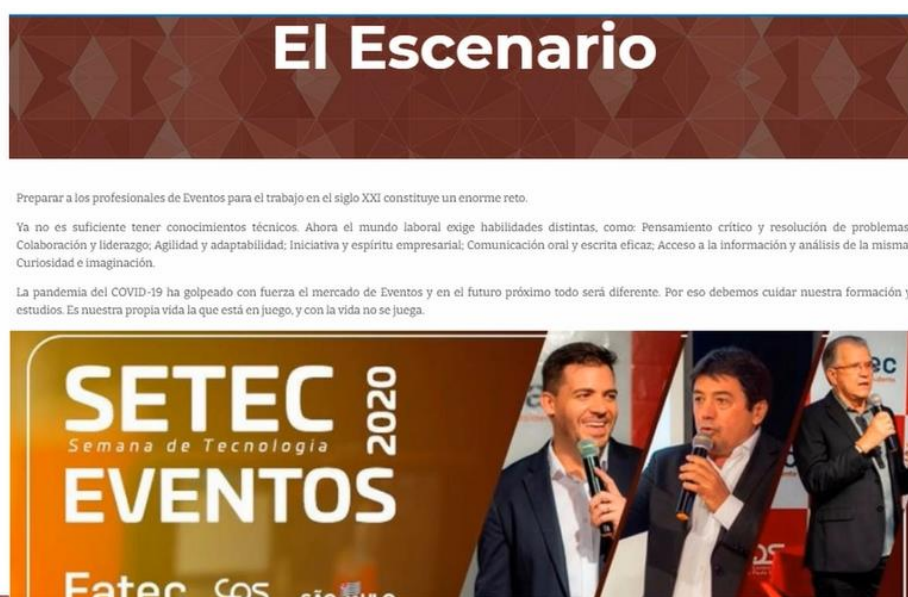 El Escenario
Preparar a los profesionales de Eventos para el trabajo en el siglo XXI constituye un enorme reto.
Ya no es suficiente tener conocimientos técnicos. Ahora el mundo laboral exige habilidades distintas, como: Pensamiento crítico y resolución de problemas
Colaboración y liderazgo; Agilidad y adaptabilidad; Iniciativa y espíritu empresarial; Comunicación oral y escrita eficaz; Acceso a la información y análisis de la misma
Curiosidad e imaginación.
La pandemia del COVID-19 ha golpeado con fuerza el mercado de Eventos y en el futuro próximo todo será diferente. Por eso debemos cuidar nuestra formación y
estudios. Es nuestra propia vida la que está en juego, y con la vida no se juega.
SETEC
2020
Semana de Tecnologia
EVENTOS
Fatec